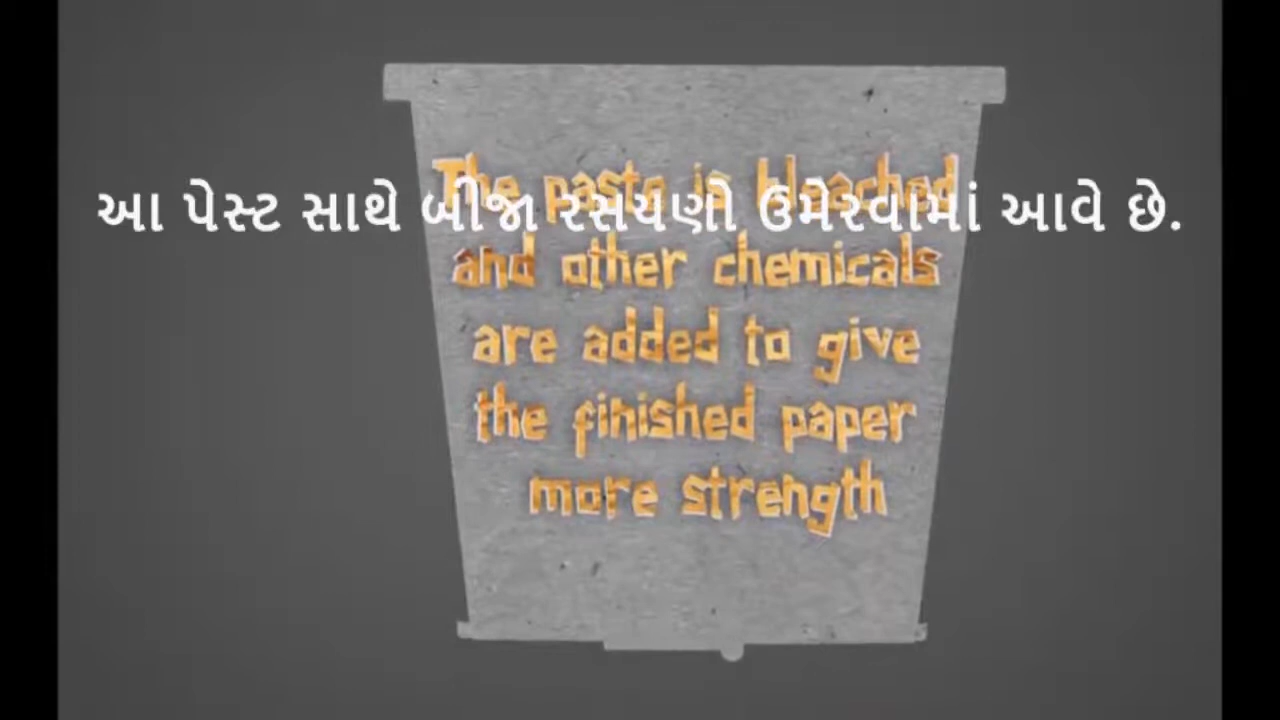 The paste is bleached
આ પેસ્ટ સાથે બીજા રસયણો ઉમેરવામાં આવે છે.
and other chemicals
are added to give
the finished paper
more strength